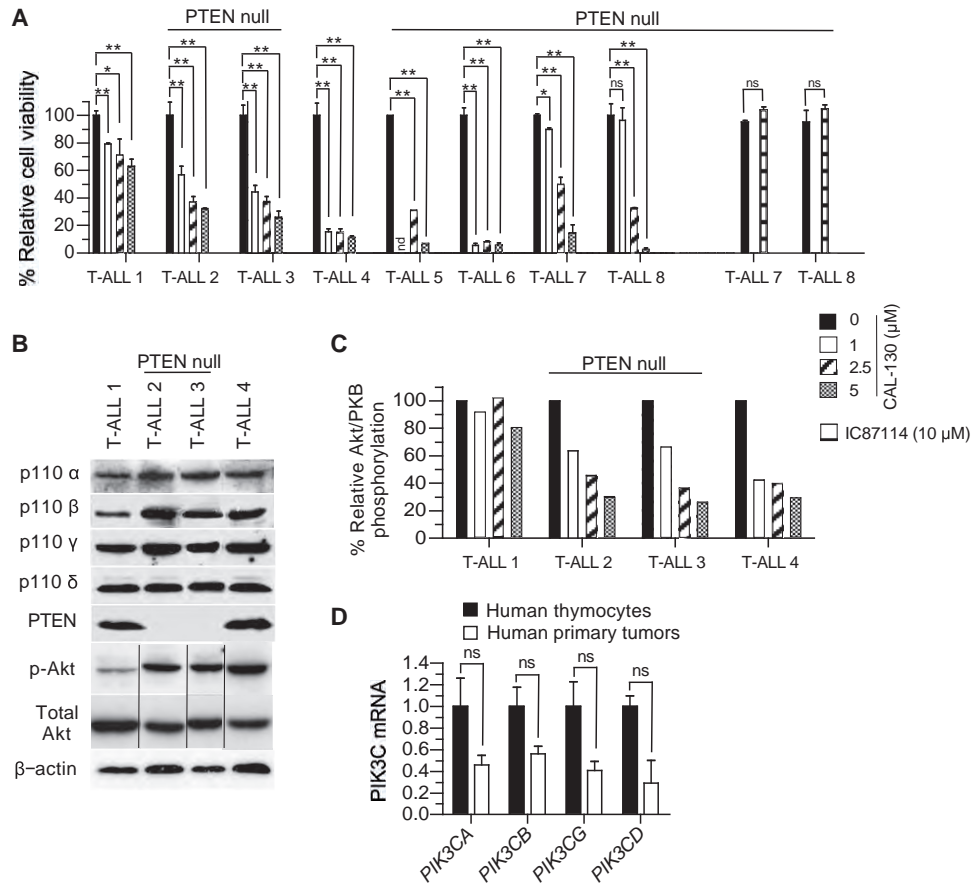 A
PTEN null
PTEN null
% Relative cell viability
100
80
60
40
20
0
** * **
** ** **
** ** **
** ** **
** **
** ** **
* ** **
ns ** **
ns
ns
nd
T-ALL 1 T-ALL 2 T-ALL 3 T-ALL 4 T-ALL 5 T-ALL 6 T-ALL 7 T-ALL 8 T-ALL 7 T-ALL 8
0
1
2.5
5
CAL-130 (μM)
IC87114 (10 μM)
B
PTEN null
T-ALL 1 T-ALL 2 T-ALL 3 T-ALL 4
p110 α
p110 β
p110 γ
p110 δ
PTEN
p-Akt
Total
Akt
β−actin
C
PTEN null
% Relative Akt/PKB
phosphorylation
100
80
60
40
20
0
T-ALL 1 T-ALL 2 T-ALL 3 T-ALL 4
D
Human thymocytes
Human primary tumors
PIK3C mRNA
1.4
1.2
1.0
0.8
0.6
0.4
0.2
0.0
ns ns ns ns
PIK3CA PIK3CB PIK3CG PIK3CD